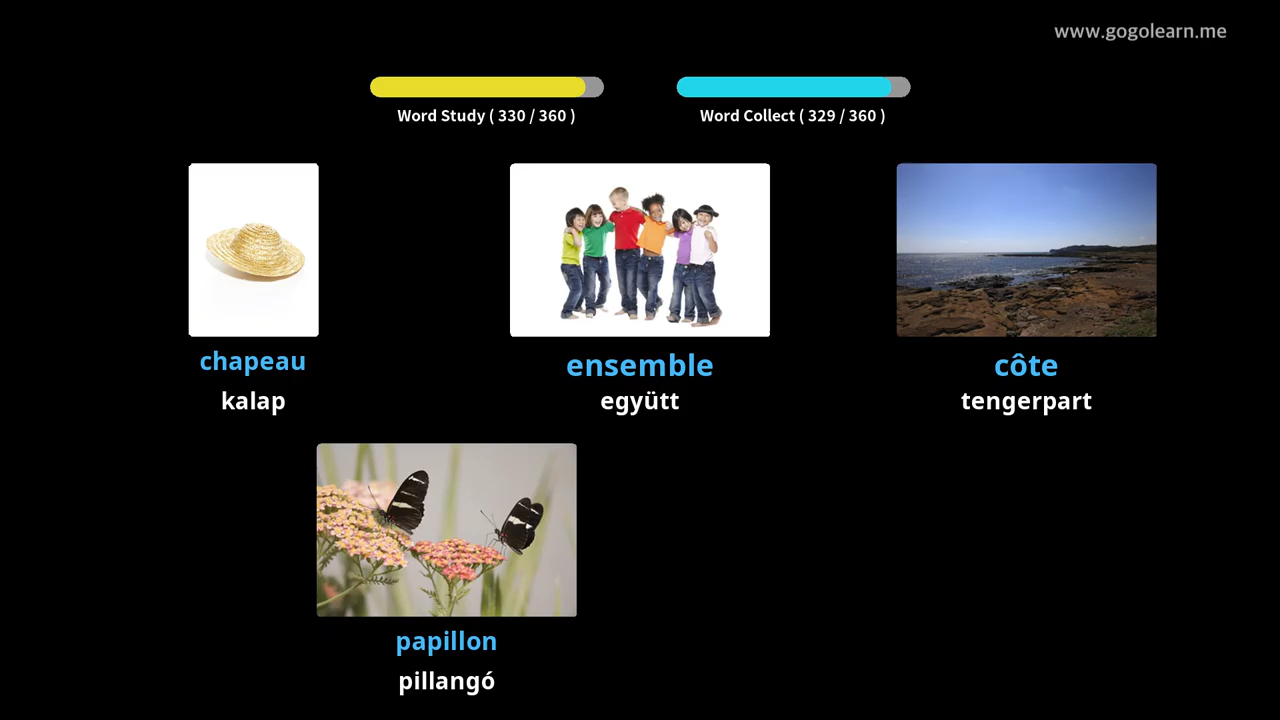 www.gogolearn.me
Word Study ( 330 / 360 )
Word Collect ( 329 / 360 )
chapeau
kalap
ensemble
együtt
côte
tengerpart
papillon
pillangó